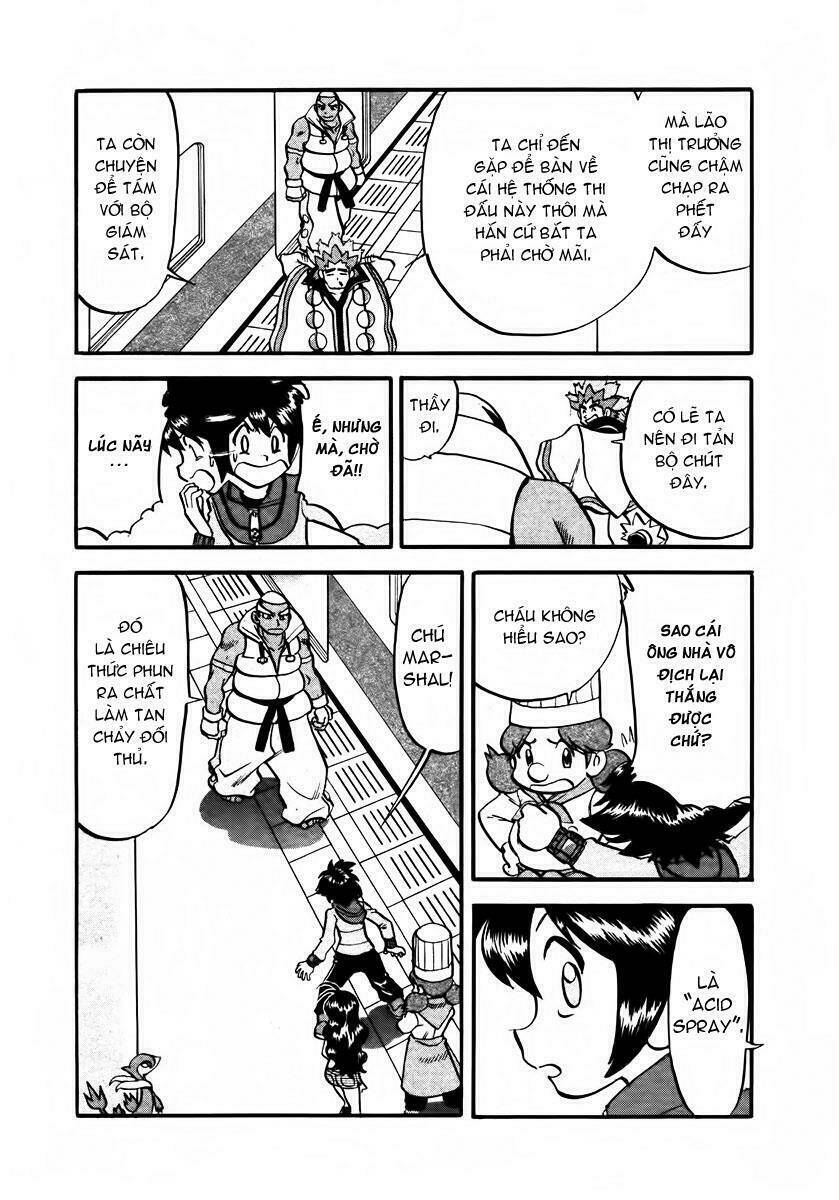 MÀ LÃO
THỊ TRƯỞNG
CŨNG CHẬM
CHẠP RA
PHẾT
ĐẤY
TA CHỈ ĐẾN
GẶP ĐỂ BÀN VỀ
CÁI HỆ THỐNG THI
ĐẤU NÀY THÔI MÀ
HẮN CỨ BẮT TA
PHẢI CHỜ MÃI.
TA CÒN
CHUYỆN
ĐỂ TÁM
VỚI BỘ
GIÁM
SÁT.
CÓ LẼ TA
NÊN ĐI TẢN
BỘ CHÚT
ĐÂY.
THẦY
ĐI.
Ế, NHƯNG
MÀ, CHỜ
ĐÃ!!
LÚC NÃY
...
SAO CÁI
ÔNG NHÀ VÔ
ĐỊCH LẠI
THẮNG
ĐƯỢC
CHỨ?
CHÁU KHÔNG
HIỂU SAO?
LÀ
"ACID
SPRAY".
CHÚ
MAR-
SHAL!
ĐÓ
LÀ CHIÊU
THỨC PHUN
RA CHẤT
LÀM TAN
CHẢY ĐỐI
THỦ.